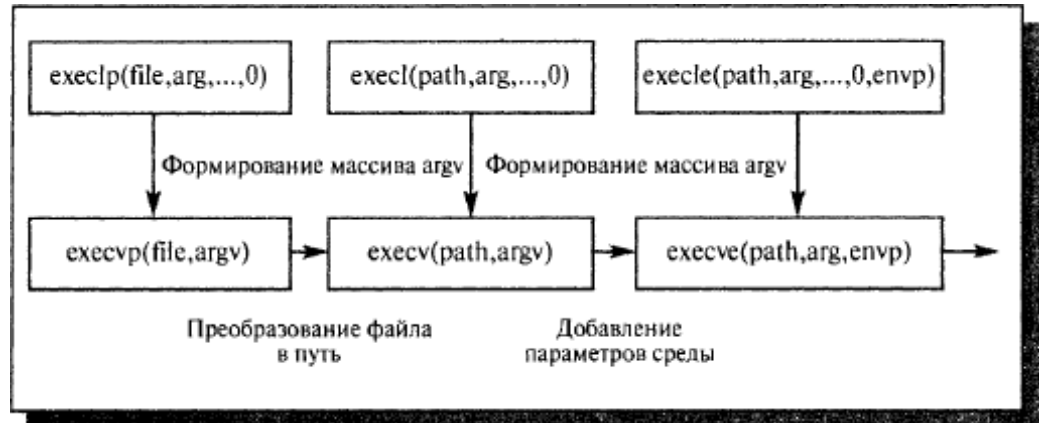 execlp(file,arg,...,0)
execl(path,arg,...,0)
execle(path,arg,...,0,envp)
Формирование массива argv
Формирование массива argv
execvp(file,argv)
execv(path,argv)
execve(path,arg,envp)
Преобразование файла
в путь
Добавление
параметров среды